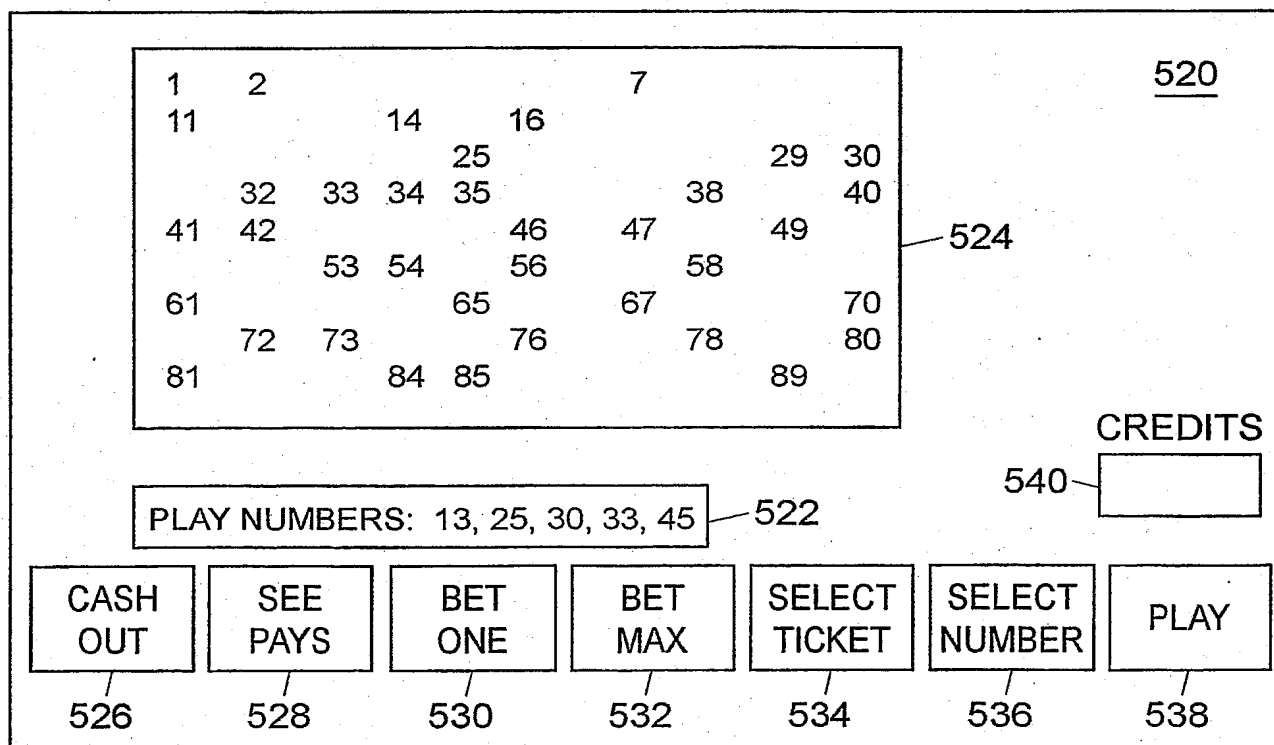 520
1 2 7
11 14 16
25 29 30
32 33 34 35 38 40
41 42 46 47 49
524
53 54 56 58
61 65 67 70
72 73 76 78 80
81 84 85 89
CREDITS
540
PLAY NUMBERS: 13, 25, 30, 33, 45
522
CASH OUT
SEE PAYS
BET ONE
BET MAX
SELECT TICKET
SELECT NUMBER
PLAY
526 528 530 532 534 536 538